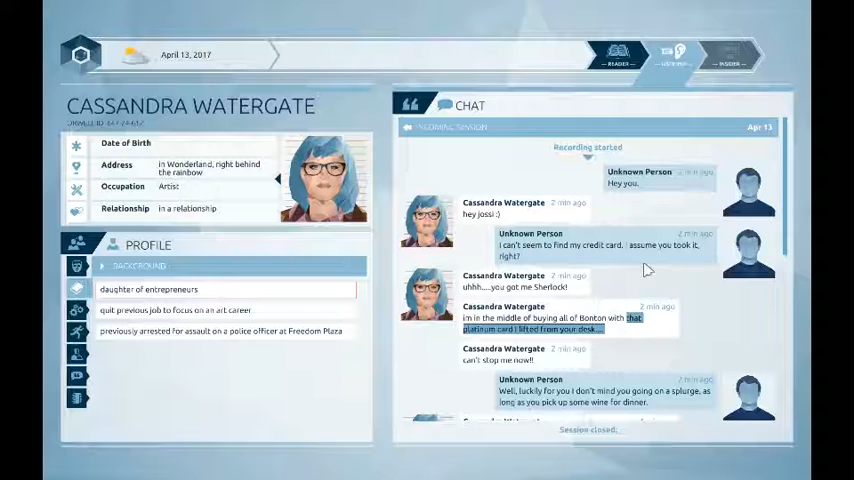 April 13, 2017
READER
LISTENER
INSIDER
CASSANDRA WATERGATE
Date of Birth
Address in Wonderland, right behind
the rainbow
Occupation Artist
Relationship in a relationship
PROFILE
BACKGROUND
daughter of entrepreneurs
quit previous job to focus on an art career
previously arrested for assault on a police officer at Freedom Plaza
CHAT
INCOMING SESSION Apr 13
Recording started
Unknown Person 2 min ago
Hey you.
Cassandra Watergate 2 min ago
hey jossi :)
Unknown Person 2 min ago
I can't seem to find my credit card. I assume you took it,
right?
Cassandra Watergate 2 min ago
uhhh.....you got me Sherlock!
Cassandra Watergate 2 min ago
im in the middle of buying all of Bonton with that
platinum card I lifted from your desk...
Cassandra Watergate 2 min ago
can't stop me now!!
Unknown Person 2 min ago
Well, luckily for you I don't mind you going on a splurge, as
long as you pick up some wine for dinner.
Session closed.